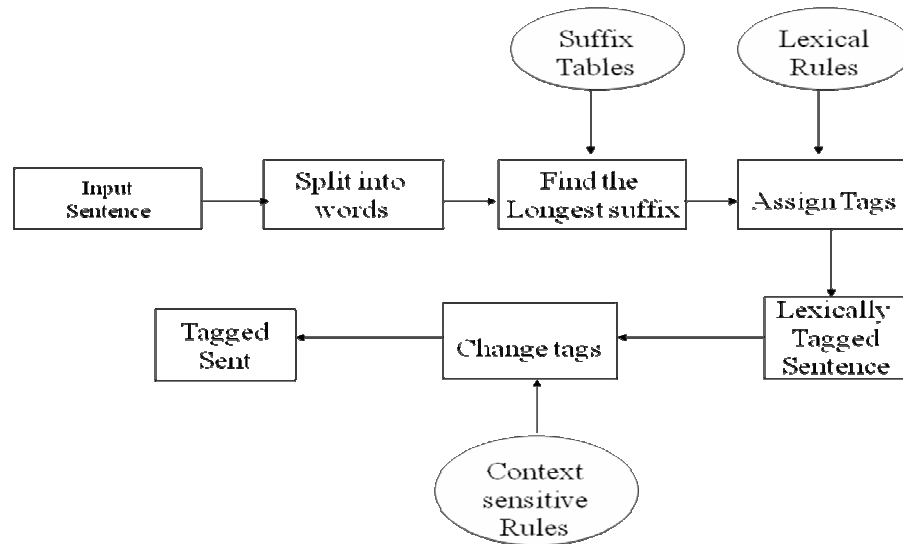 Suffix
Tables
Lexical
Rules
Input
Sentence
Split into
words
Find the
Longest suffix
Assign Tags
Tagged
Sent
Change tags
Lexically
Tagged
Sentence
Context
sensitive
Rules